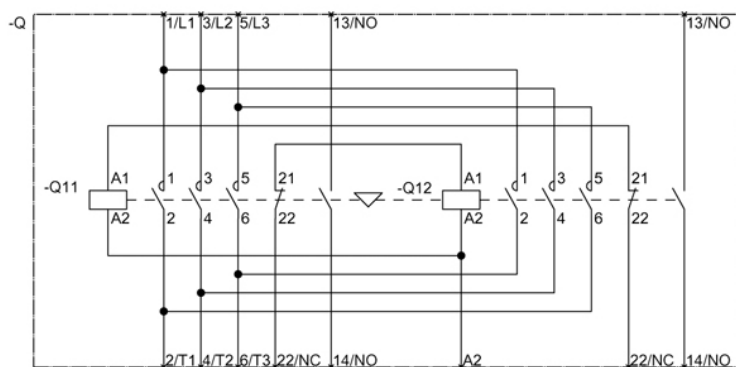 -Q 1/L1 3/L2 5/L3 13/NO 13/NO
-Q11 A1 1 3 5 21 -Q12 A1 1 3 5 21
A2 2 4 6 22 A2 2 4 6 22
2/T1 4/T2 6/T3 22/NC 14/NO A2 22/NC 14/NO